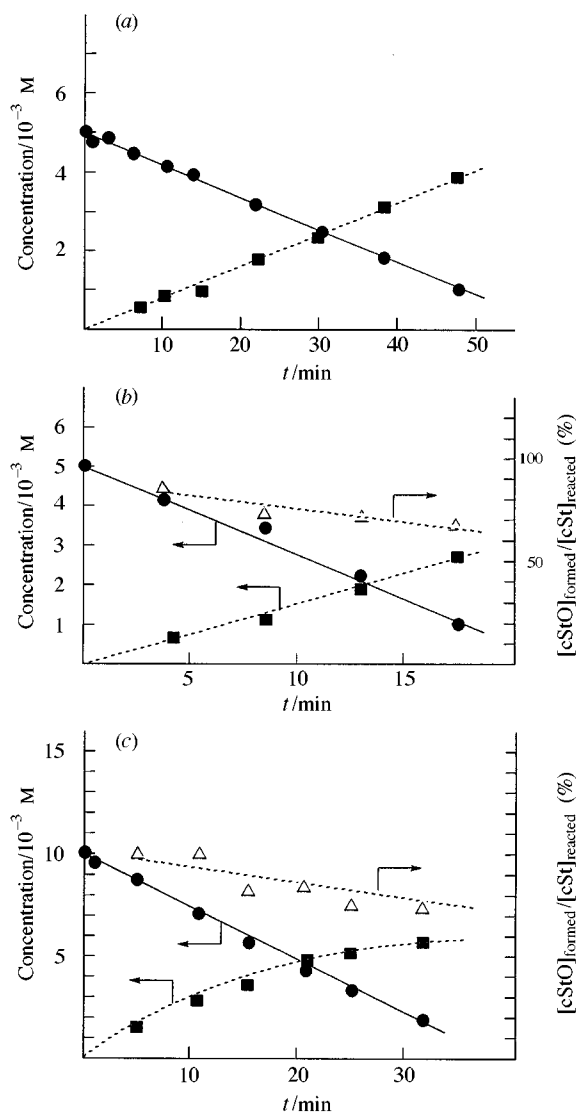 (a)
Concentration/10⁻³ M
6
4
2
10 20 30 40 50
t/min
(b)
Concentration/10⁻³ M
6
5
4
3
2
1
5 10 15
t/min
100
50
[cStO]formed/[cSt]reacted (%)
(c)
Concentration/10⁻³ M
15
10
5
10 20 30
t/min
[cStO]formed/[cSt]reacted (%)